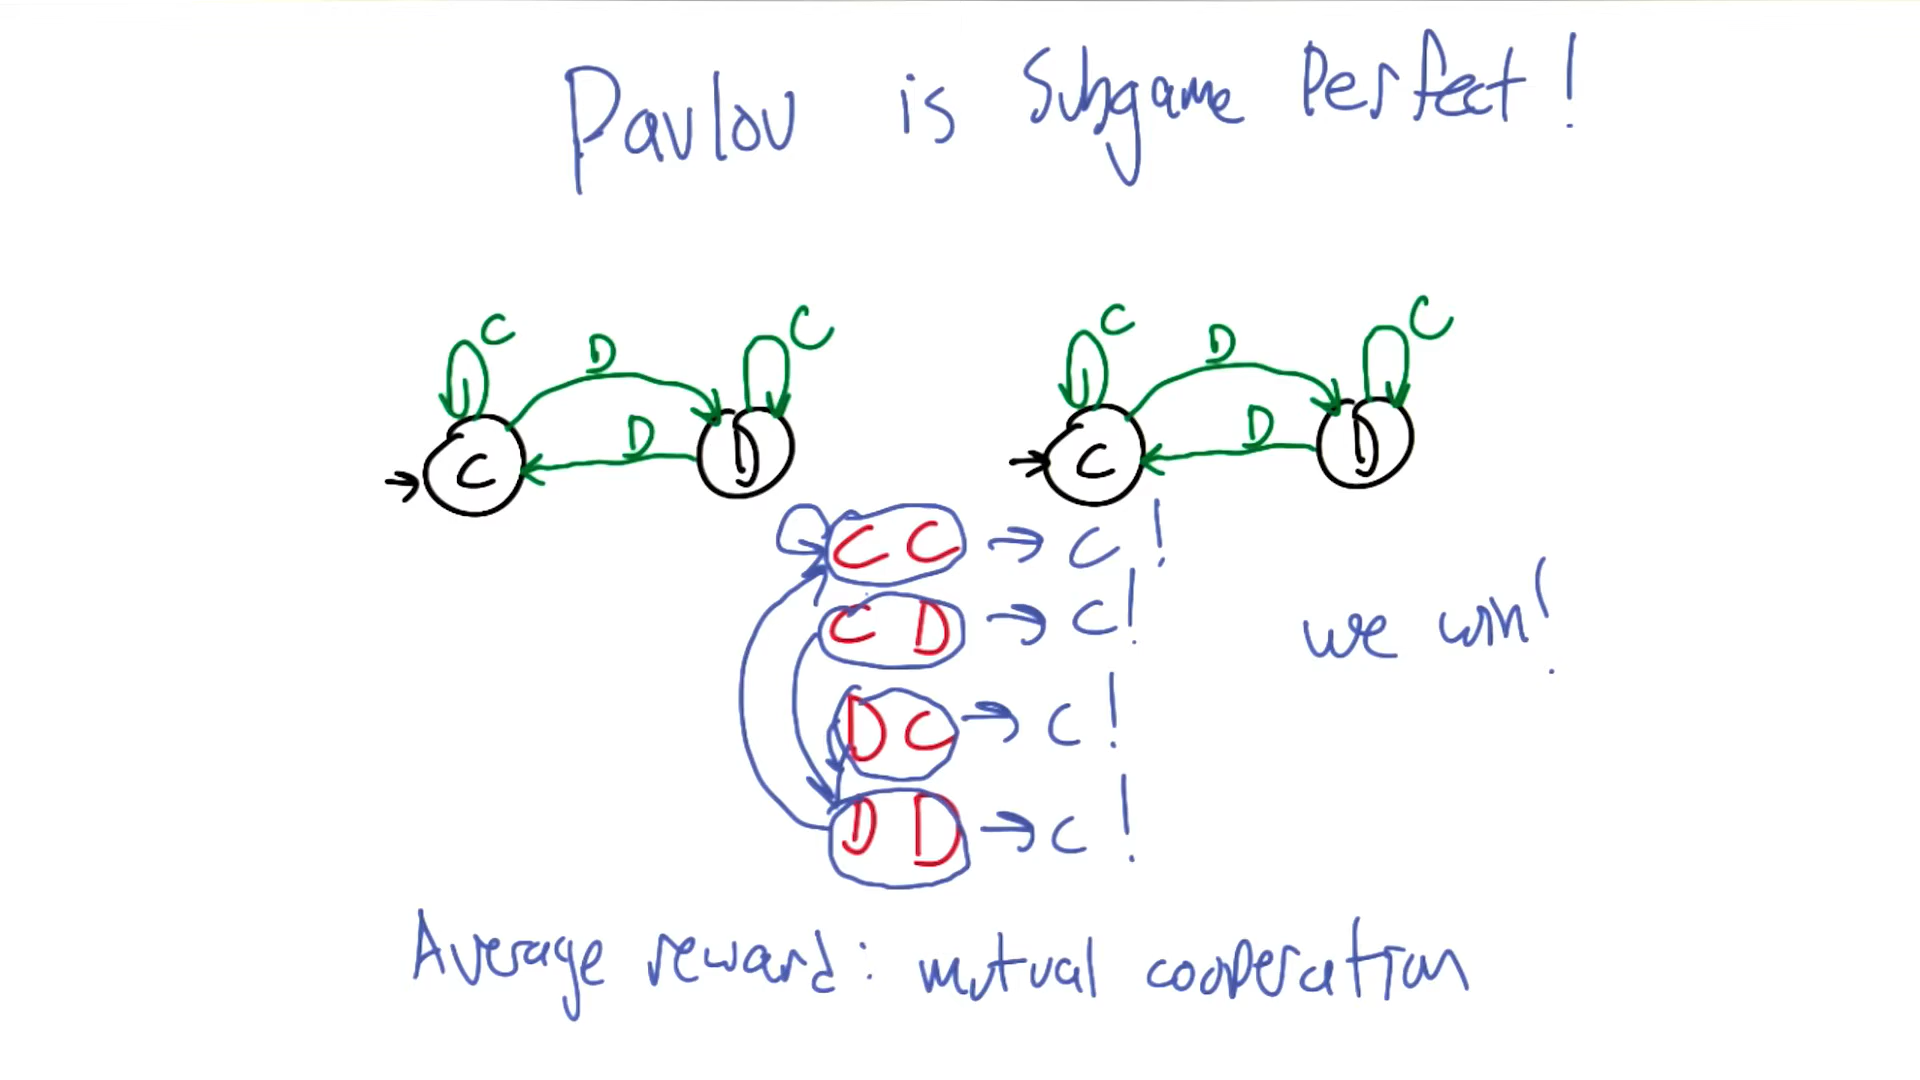 Pavlov is Subgame Perfect!
C D C C D C
D D
C D C D
C C → C!
C D → C!
we win!
D C → C!
D D → C!
Average reward: mutual cooperation